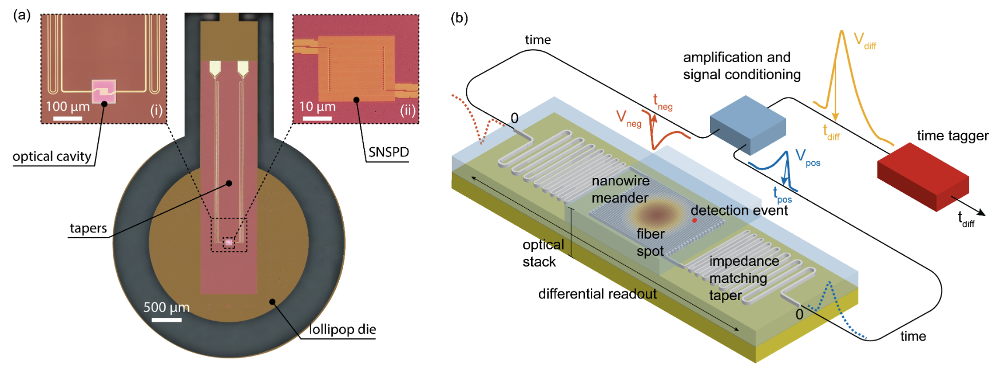 (a)
100 μm
(i)
10 μm
(ii)
optical cavity
SNSPD
tapers
500 μm
lollipop die
(b)
time
amplification and
signal conditioning
Vdiff
tdiff
tneg
Vneg
0
time tagger
Vpos
tpos
tdiff
nanowire
meander
detection event
fiber
spot
optical
stack
impedance
matching
taper
differential readout
0
time